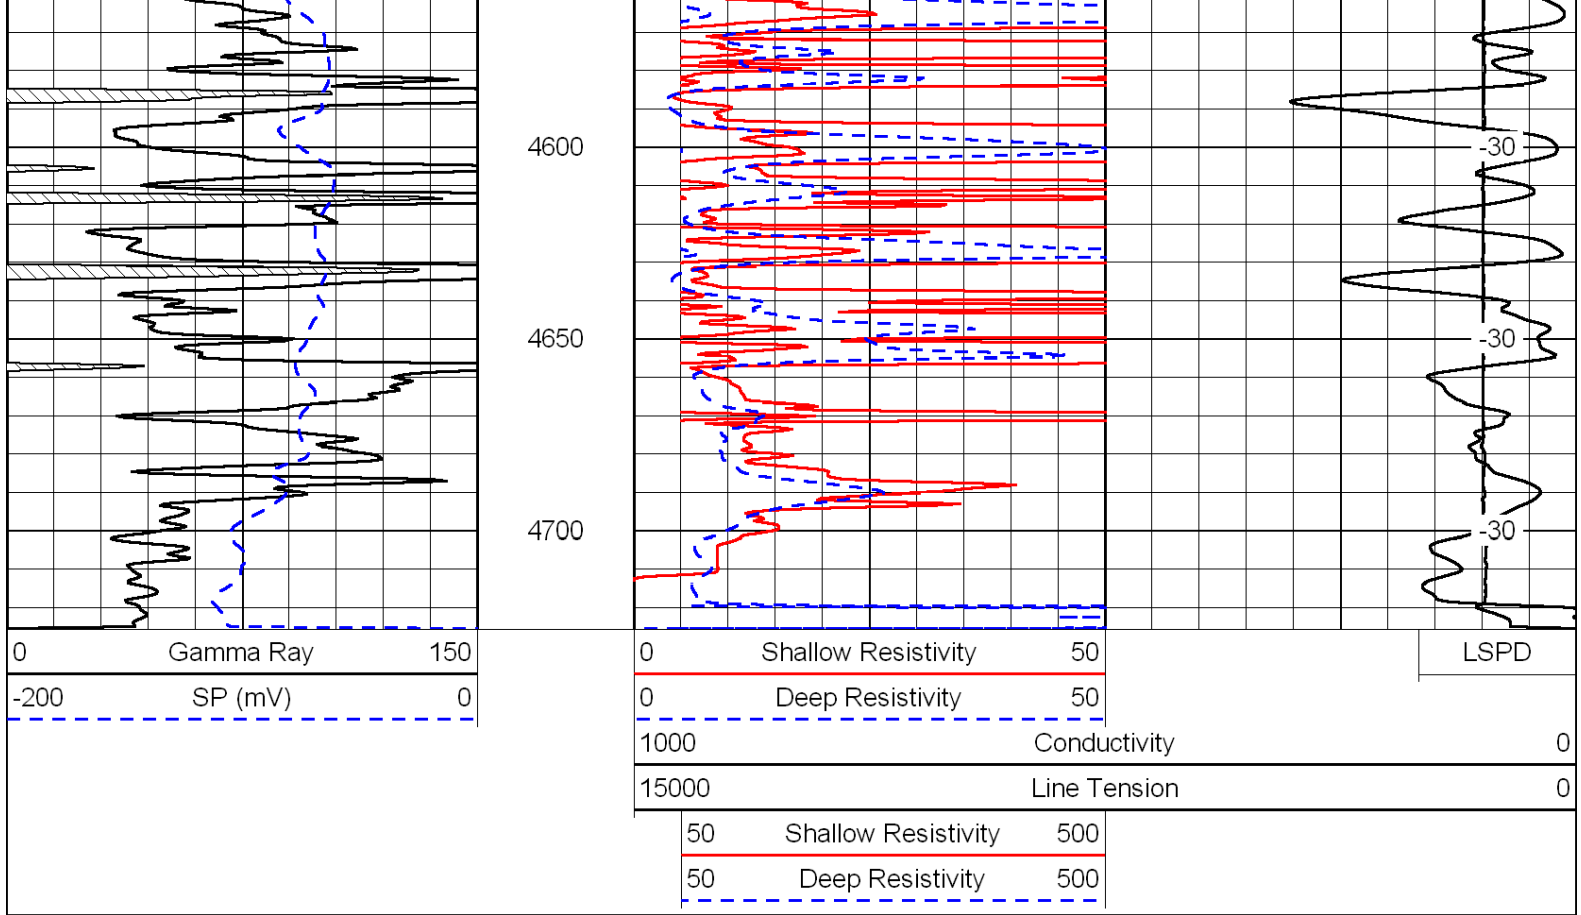 4600
-30
4650
-30
4700
-30
0 Gamma Ray 150
0 Shallow Resistivity 50
LSPD
-200 SP (mV) 0
0 Deep Resistivity 50
1000 Conductivity 0
15000 Line Tension 0
50 Shallow Resistivity 500
50 Deep Resistivity 500